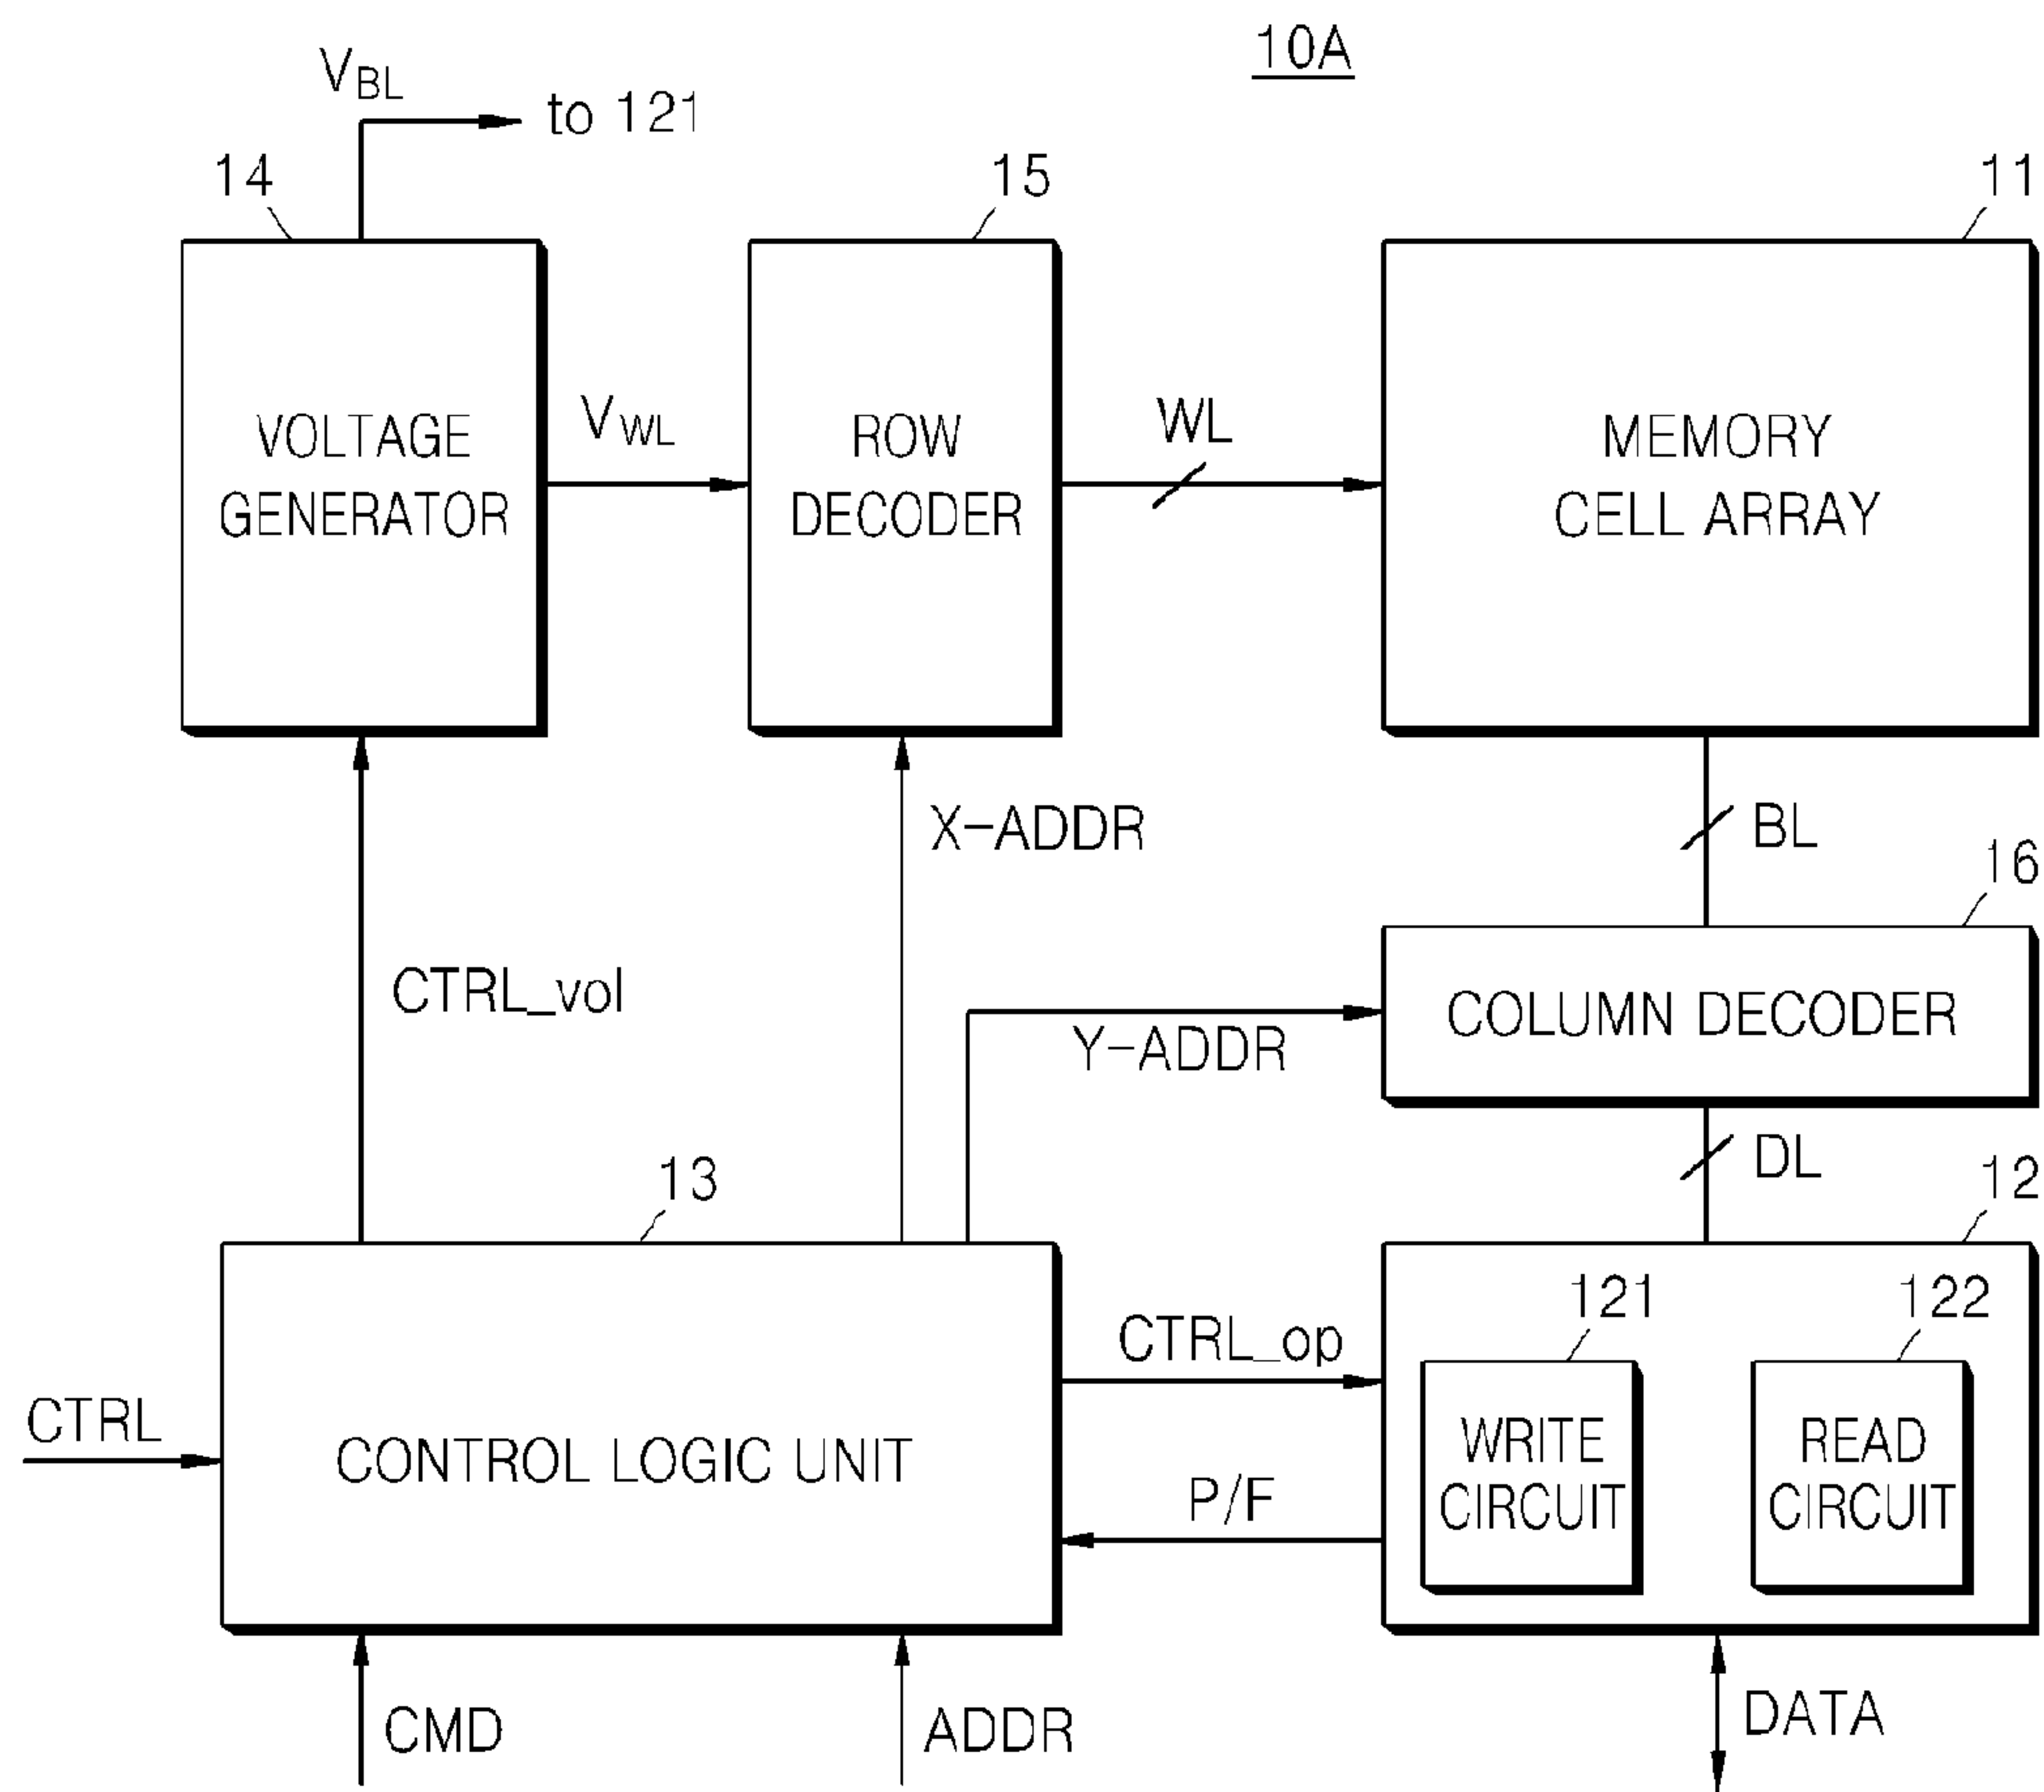 10A
VBL
to 121
14
15
11
VOLTAGE
GENERATOR
VWL
ROW
DECODER
WL
MEMORY
CELL ARRAY
X-ADDR
BL
16
CTRL_vol
COLUMN DECODER
Y-ADDR
DL
13
12
121
122
CTRL_op
CTRL
CONTROL LOGIC UNIT
WRITE
CIRCUIT
READ
CIRCUIT
P/F
CMD
ADDR
DATA